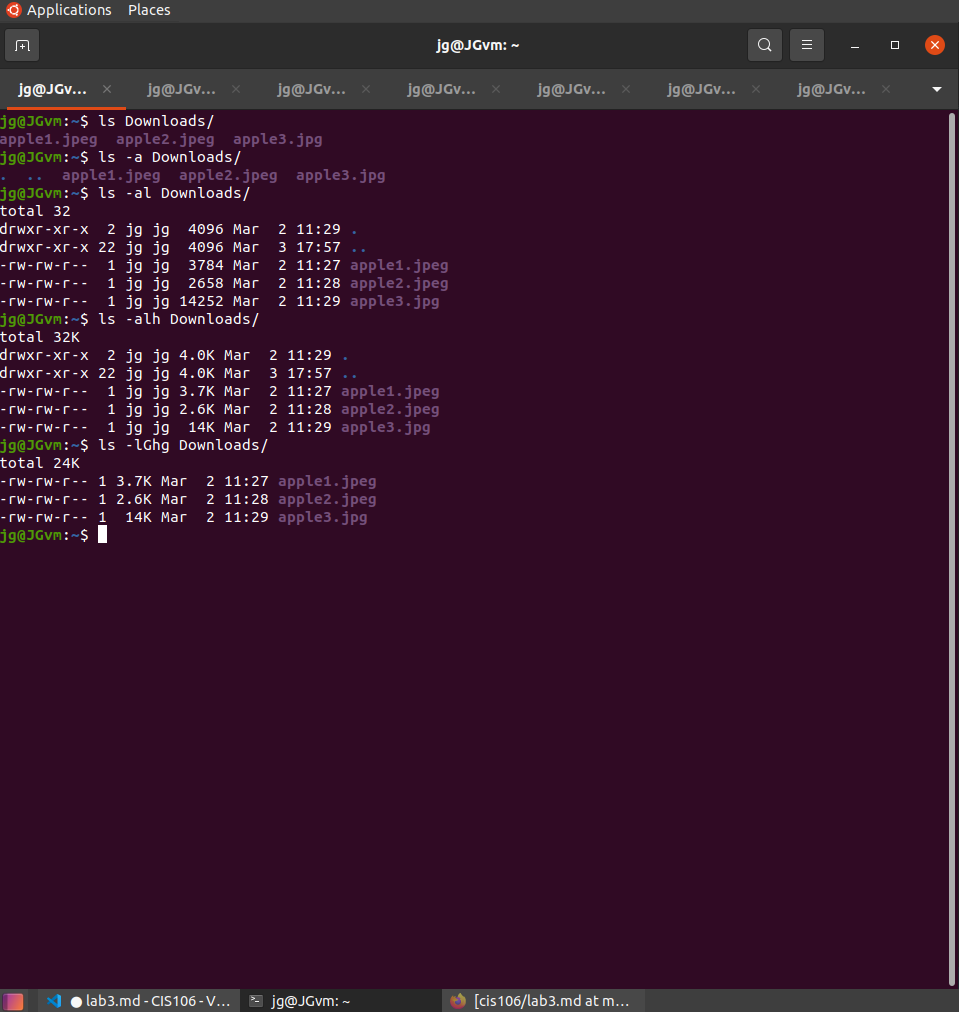 Applications Places
jg@JGvm: ~
jg@JGv... jg@JGv... jg@JGv... jg@JGv... jg@JGv... jg@JGv... jg@JGv...
jg@JGvm:~$ ls Downloads/
apple1.jpeg  apple2.jpeg  apple3.jpg
jg@JGvm:~$ ls -a Downloads/
.  ..  apple1.jpeg  apple2.jpeg  apple3.jpg
jg@JGvm:~$ ls -al Downloads/
total 32
drwxr-xr-x  2 jg jg  4096 Mar  2 11:29 .
drwxr-xr-x 22 jg jg  4096 Mar  3 17:57 ..
-rw-rw-r--  1 jg jg  3784 Mar  2 11:27 apple1.jpeg
-rw-rw-r--  1 jg jg  2658 Mar  2 11:28 apple2.jpeg
-rw-rw-r--  1 jg jg 14252 Mar  2 11:29 apple3.jpg
jg@JGvm:~$ ls -alh Downloads/
total 32K
drwxr-xr-x  2 jg jg 4.0K Mar  2 11:29 .
drwxr-xr-x 22 jg jg 4.0K Mar  3 17:57 ..
-rw-rw-r--  1 jg jg 3.7K Mar  2 11:27 apple1.jpeg
-rw-rw-r--  1 jg jg 2.6K Mar  2 11:28 apple2.jpeg
-rw-rw-r--  1 jg jg  14K Mar  2 11:29 apple3.jpg
jg@JGvm:~$ ls -lGhg Downloads/
total 24K
-rw-rw-r-- 1 3.7K Mar  2 11:27 apple1.jpeg
-rw-rw-r-- 1 2.6K Mar  2 11:28 apple2.jpeg
-rw-rw-r-- 1  14K Mar  2 11:29 apple3.jpg
jg@JGvm:~$
● lab3.md - CIS106 - V... jg@JGvm: ~ [cis106/lab3.md at m...